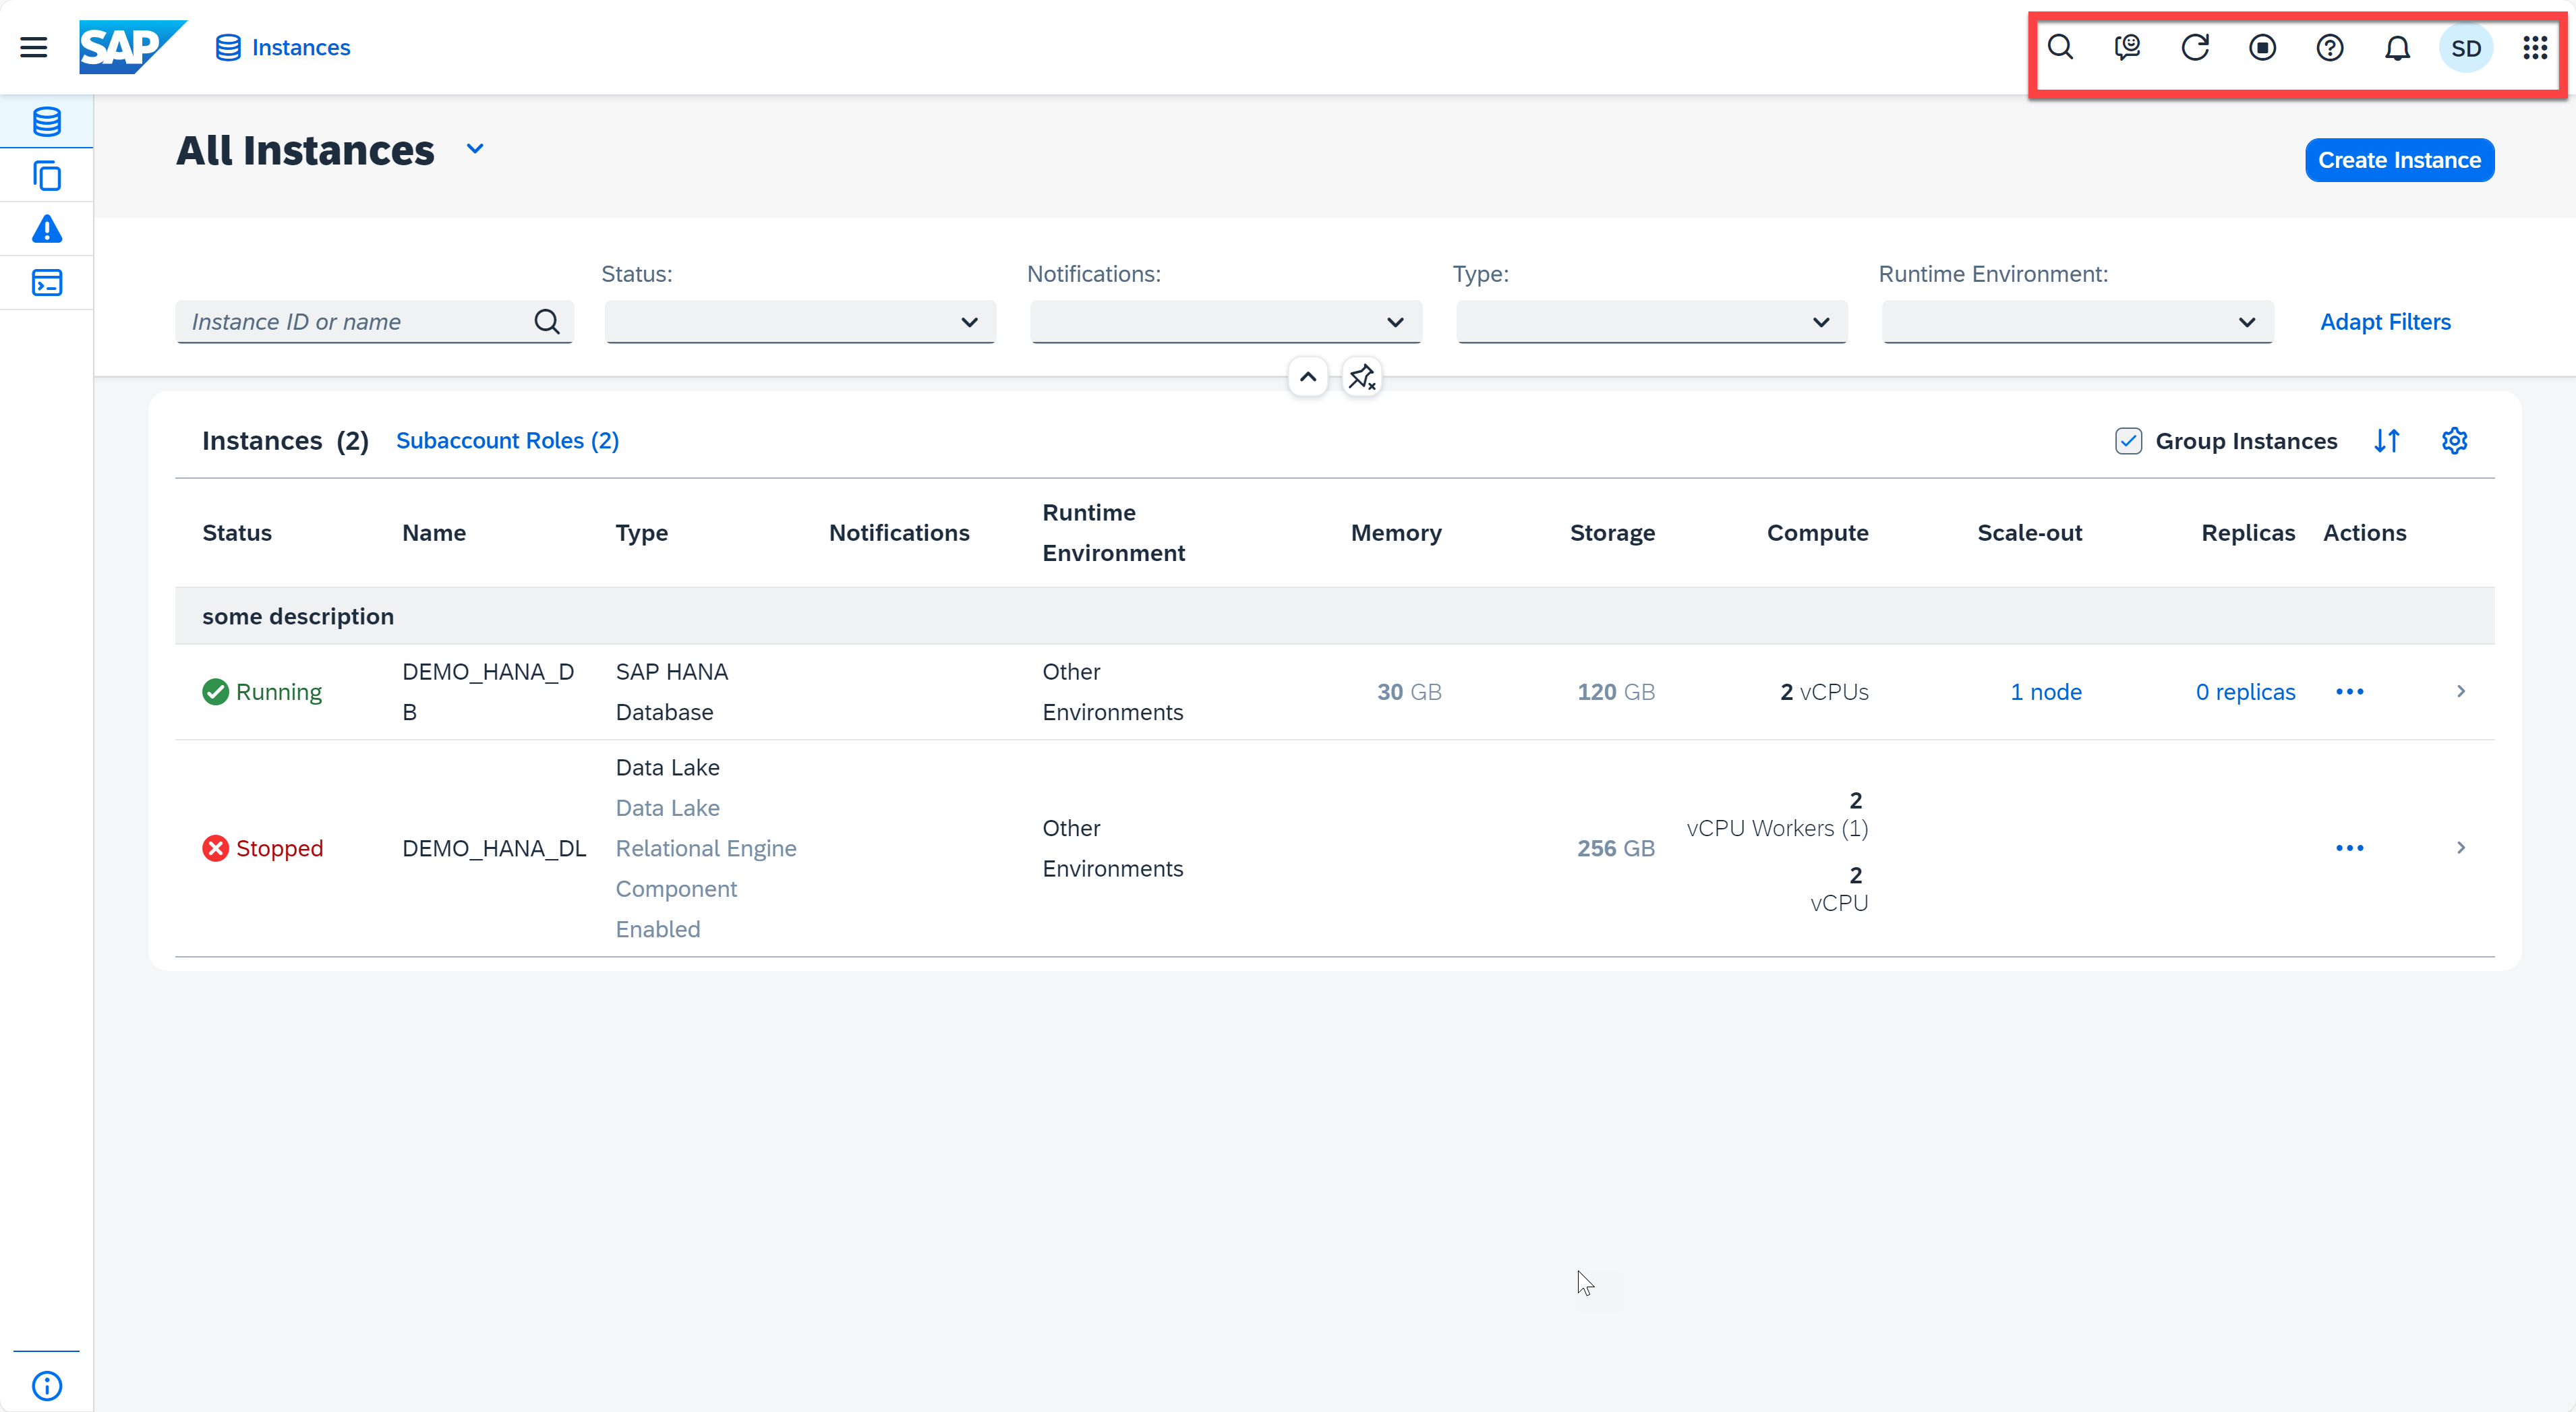 SAP
Instances
SD
All Instances
Create Instance
Status:
Notifications:
Type:
Runtime Environment:
Instance ID or name
Adapt Filters
Instances (2)
Subaccount Roles (2)
Group Instances
Status
Name
Type
Notifications
Runtime
Environment
Memory
Storage
Compute
Scale-out
Replicas
Actions
some description
Running
DEMO_HANA_D
B
SAP HANA
Database
Other
Environments
30 GB
120 GB
2 vCPUs
1 node
0 replicas
Stopped
DEMO_HANA_DL
Data Lake
Data Lake
Relational Engine
Component
Enabled
Other
Environments
256 GB
2
vCPU Workers (1)
2
vCPU